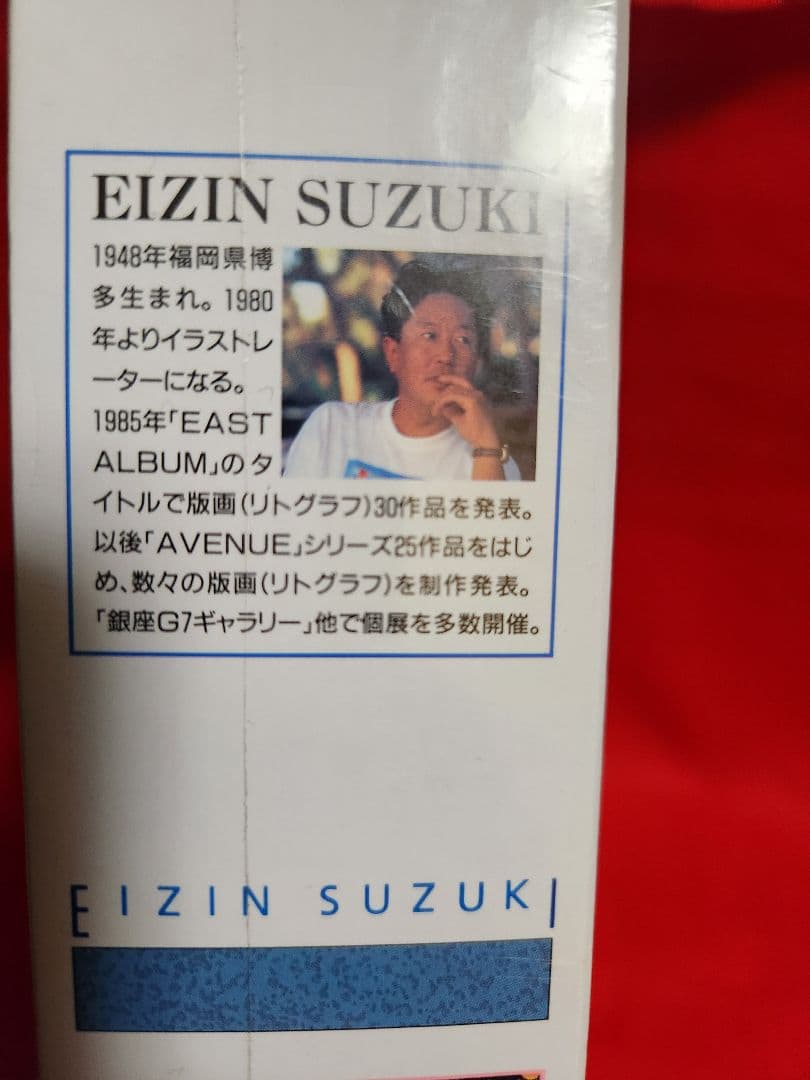 EIZIN SUZUKI
1948年福岡県博
多生まれ。1980
年よりイラストレ
ーターになる。
1985年「EAST
ALBUM」のタ
イトルで版画(リトグラフ)30作品を発表。
以後「AVENUE」シリーズ25作品をはじ
め、数々の版画(リトグラフ)を制作発表。
「銀座G7ギャラリー」他で個展を多数開催。
EIZIN SUZUKI